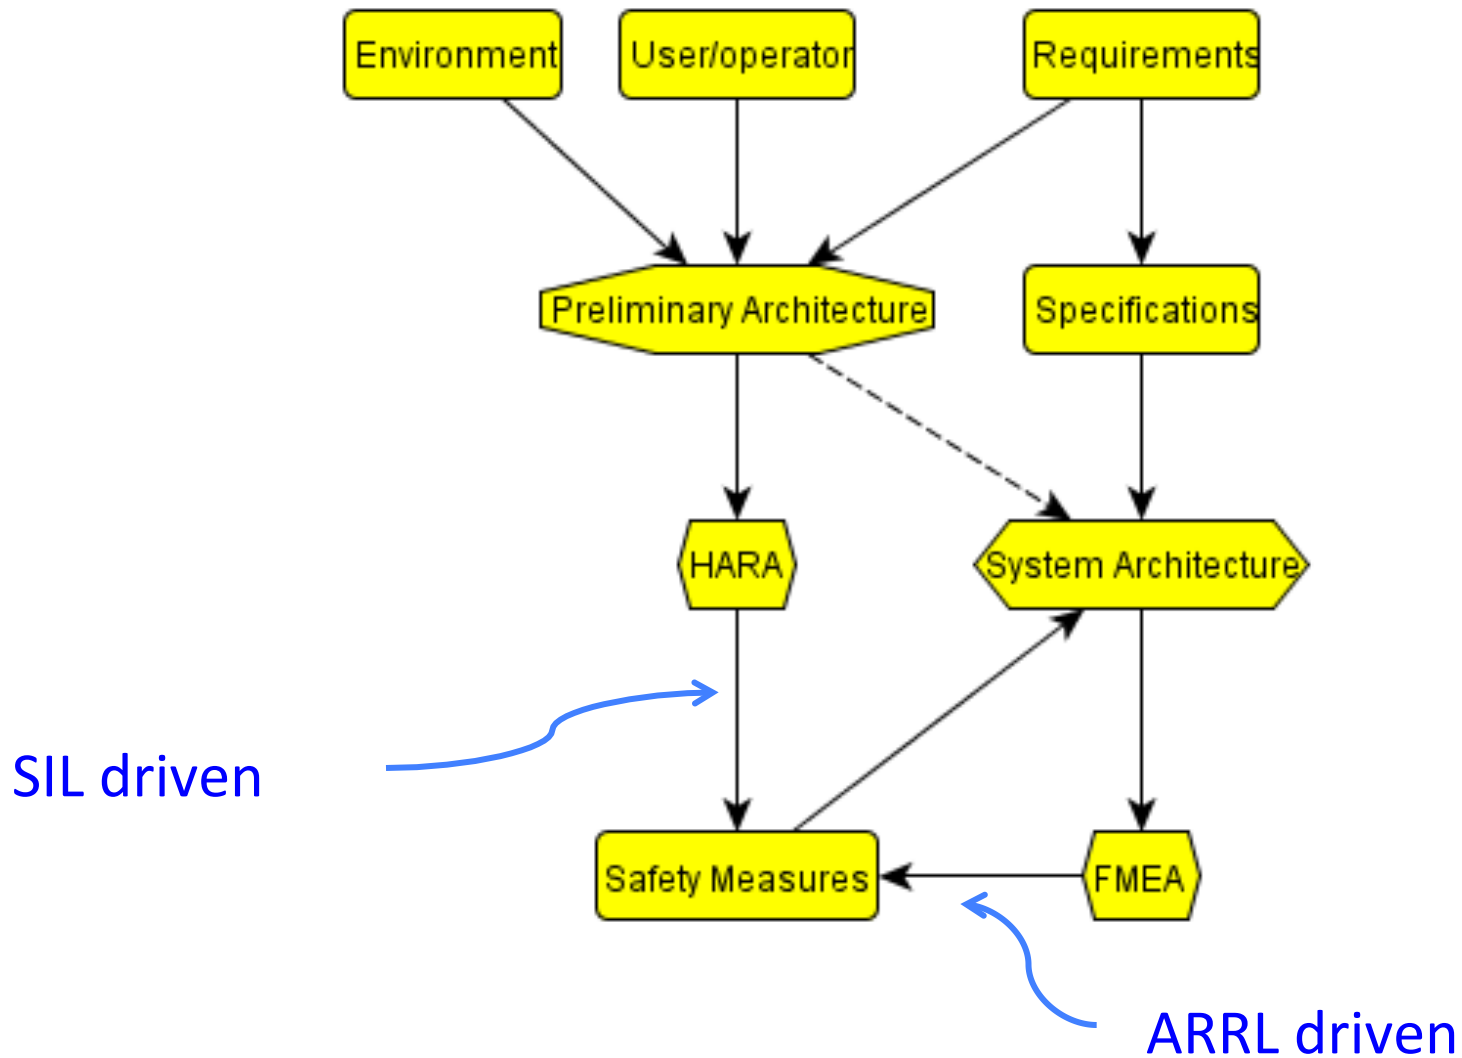 Environment
User/operator
Requirements
Preliminary Architecture
Specifications
HARA
System Architecture
SIL driven
Safety Measures
FMEA
ARRL driven